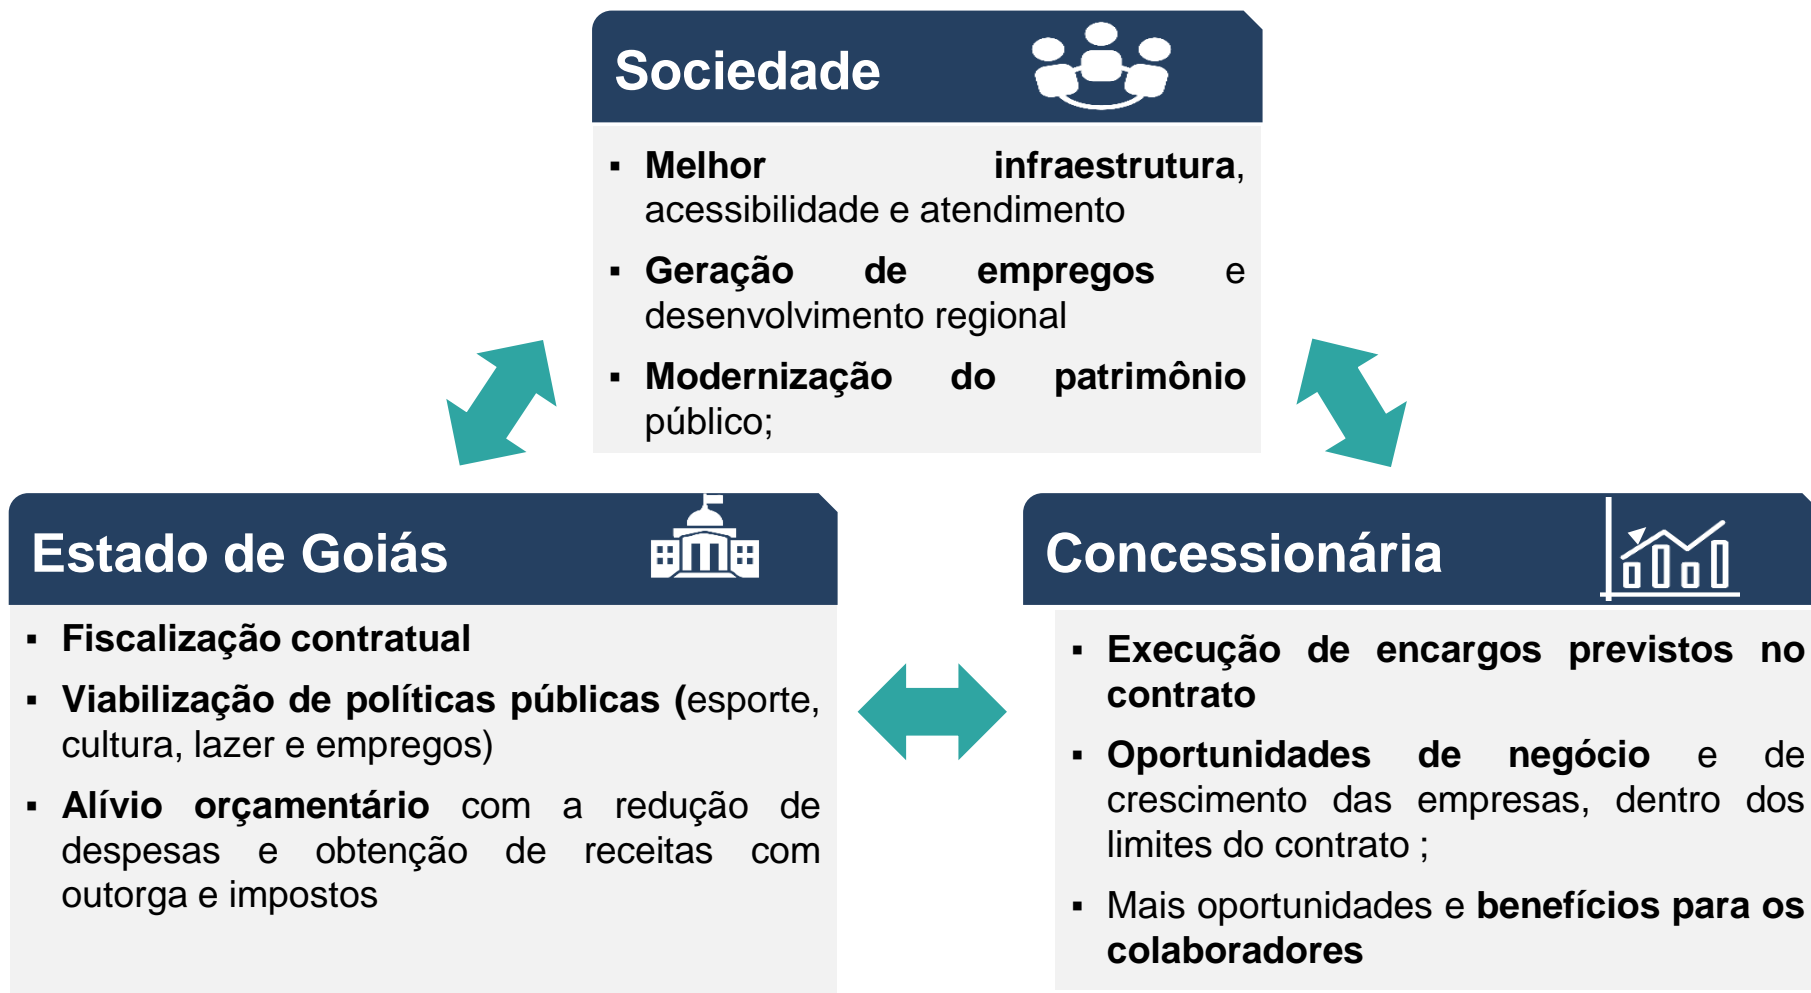 Sociedade
▪ Melhor infraestrutura,
acessibilidade e atendimento
▪ Geração de empregos e
desenvolvimento regional
▪ Modernização do patrimônio
público;
Estado de Goiás
▪ Fiscalização contratual
▪ Viabilização de políticas públicas (esporte,
cultura, lazer e empregos)
▪ Alívio orçamentário com a redução de
despesas e obtenção de receitas com
outorga e impostos
Concessionária
▪ Execução de encargos previstos no
contrato
▪ Oportunidades de negócio e de
crescimento das empresas, dentro dos
limites do contrato ;
▪ Mais oportunidades e benefícios para os
colaboradores